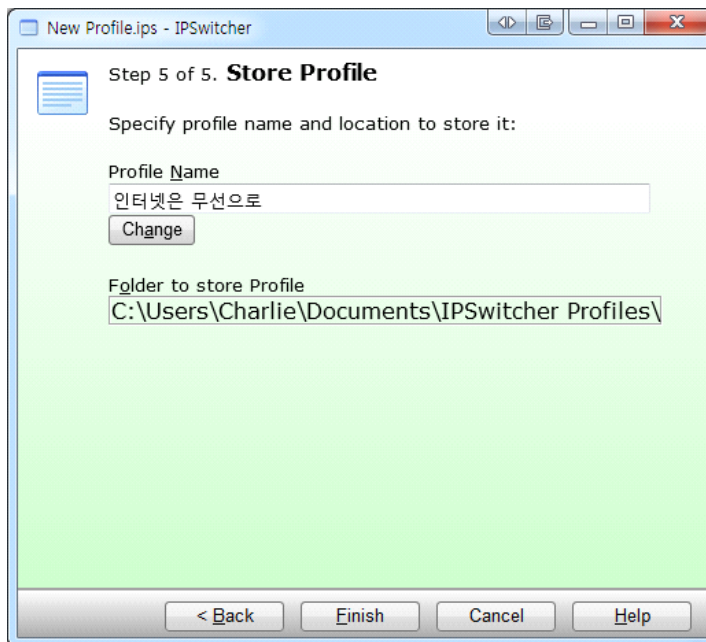 New Profile.ips - IPSwitcher
Step 5 of 5. Store Profile
Specify profile name and location to store it:
Profile Name
인터넷은 무선으로
Change
Folder to store Profile
C:\Users\Charlie\Documents\IPSwitcher Profiles\
< Back Finish Cancel Help